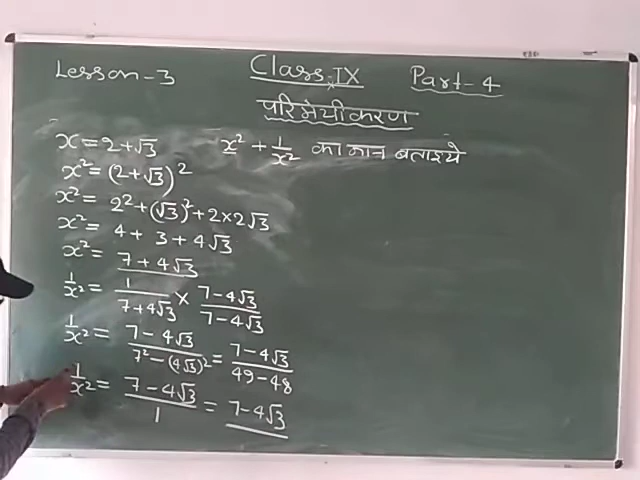 Lesson-3 Class-IX Part-4
परिमेयीकरण
x = 2+√3 x² + 1/x² का मान बताइये
x² = (2+√3)²
x² = 2² + (√3)² + 2×2√3
x² = 4 + 3 + 4√3
x² = 7 + 4√3
1/x² = 1/(7+4√3) × (7-4√3)/(7-4√3)
1/x² = (7-4√3)/(7²-(4√3)²) = (7-4√3)/(49-48)
1/x² = (7-4√3)/1 = 7-4√3